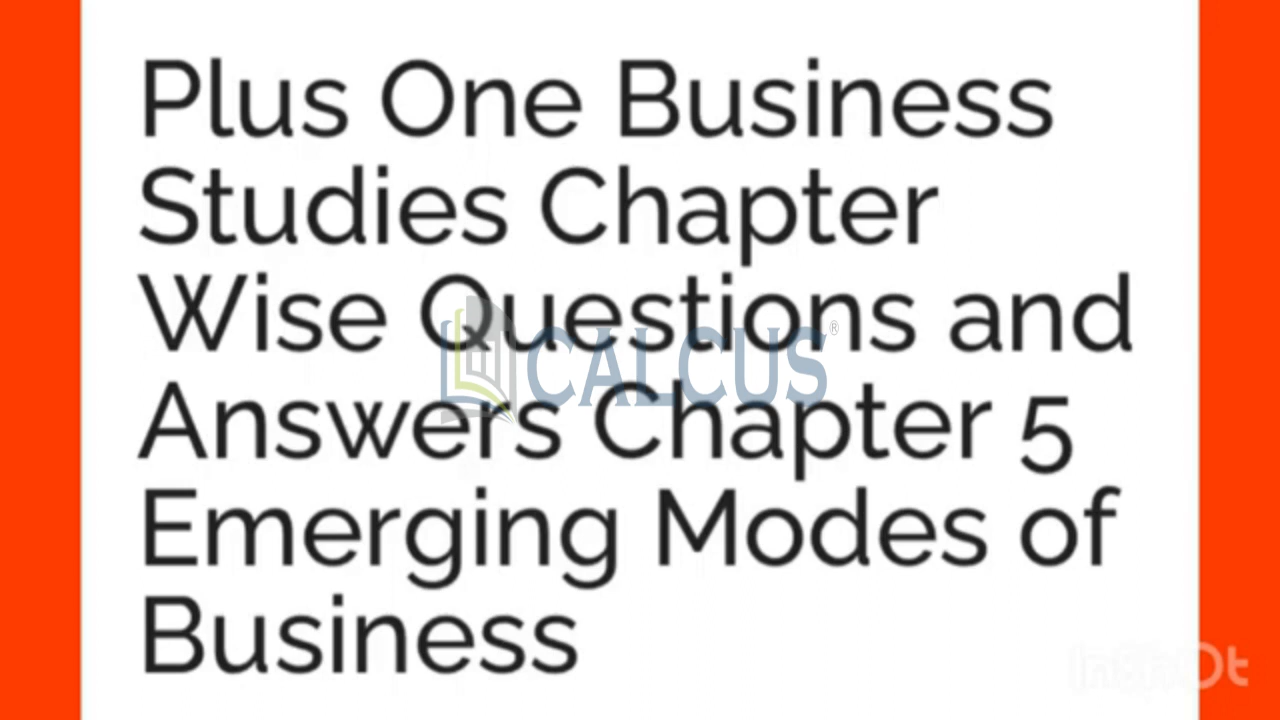 Plus One Business
Studies Chapter
Wise Questions and
CALCUS®
Answers Chapter 5
Emerging Modes of
Business